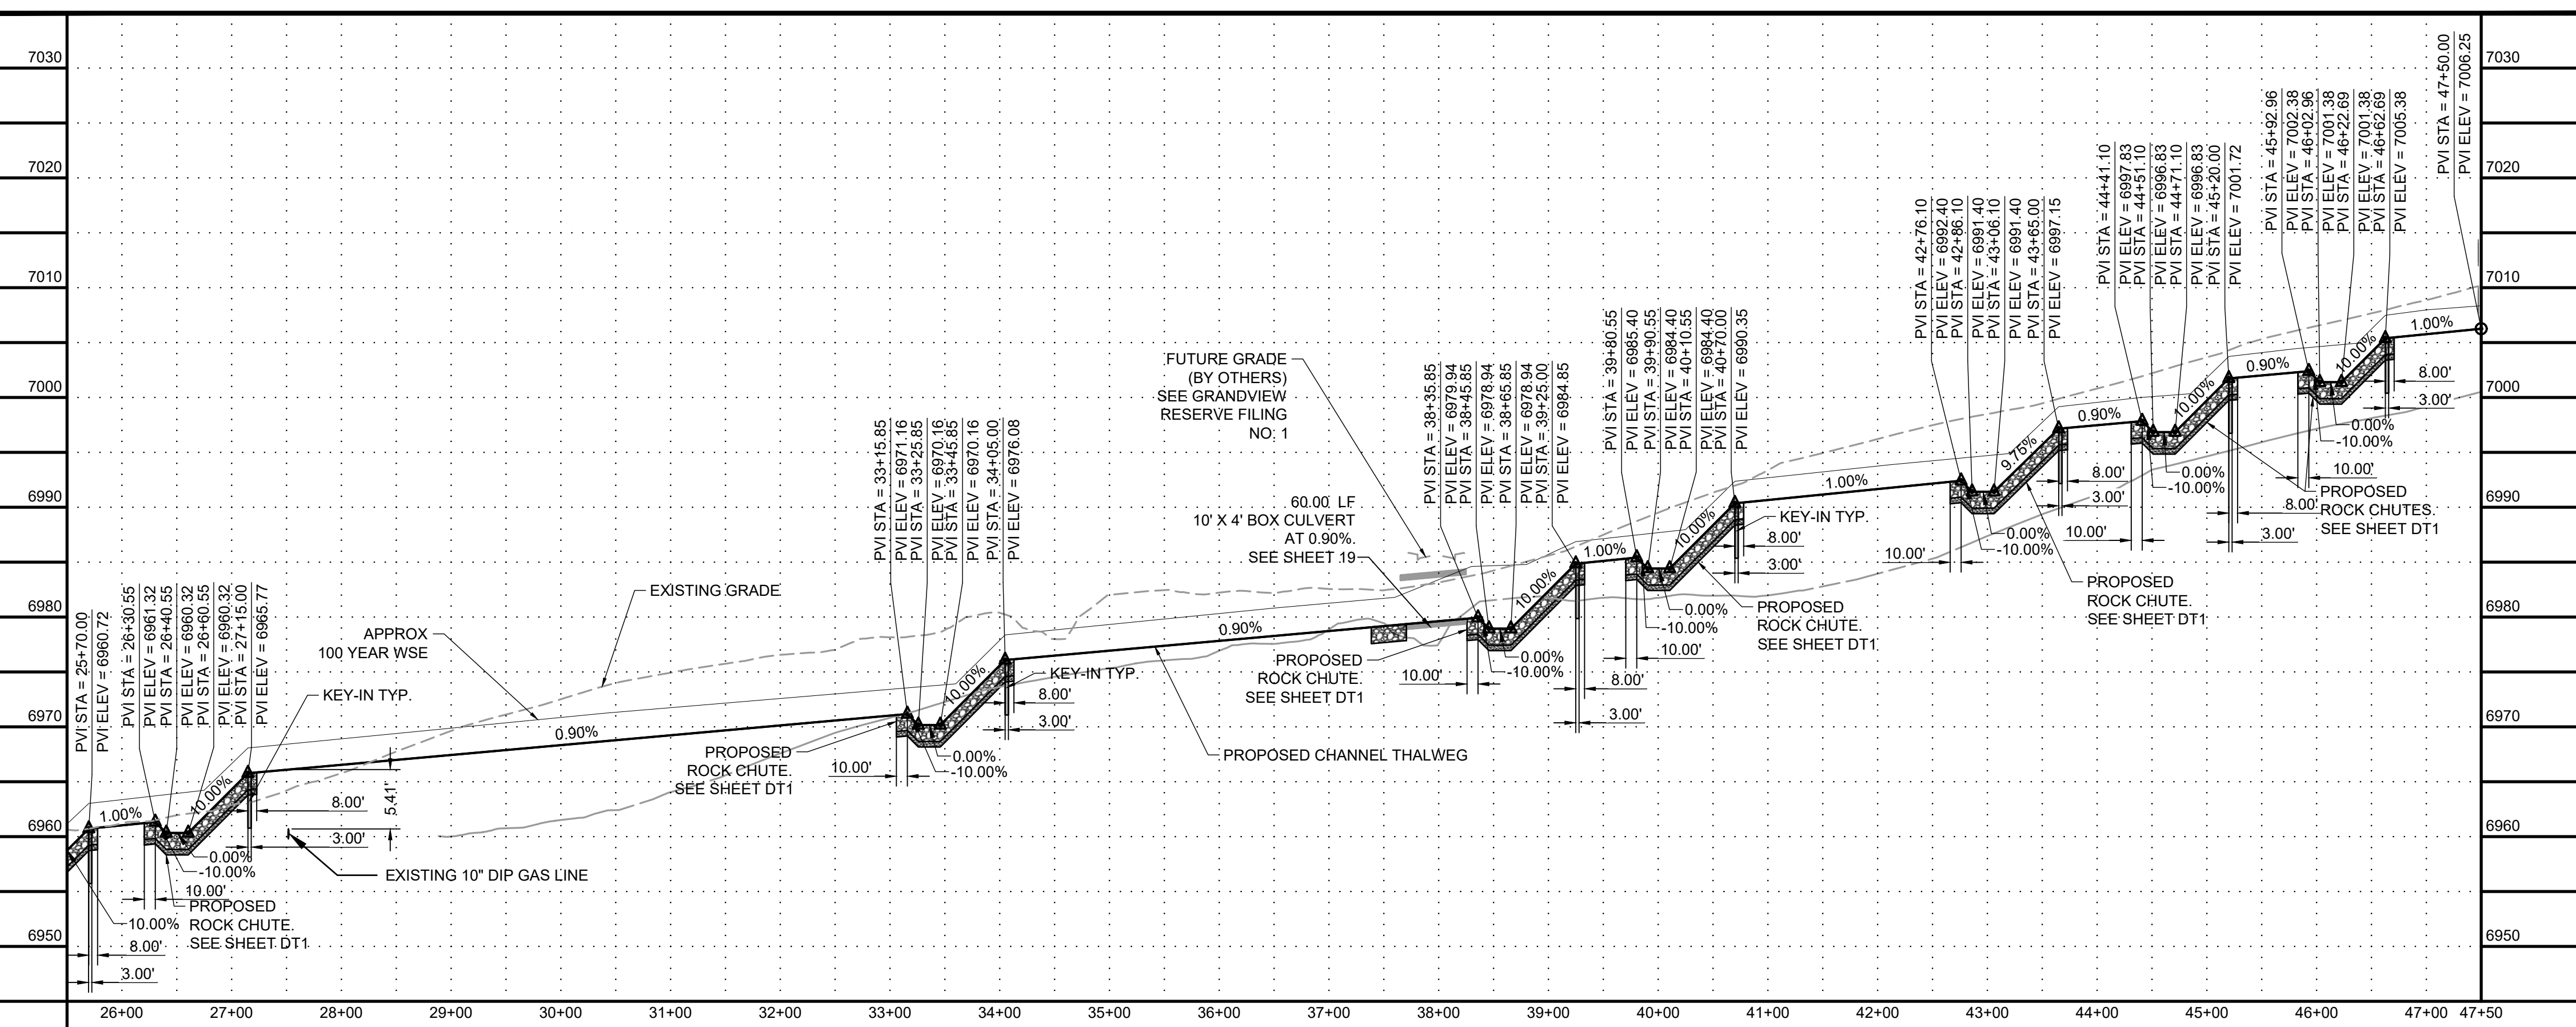 7030
7020
7010
7000
6990
6980
6970
6960
6950
PVI STA = 25+70.00
PVI ELEV = 6960.72
PVI STA = 26+30.55
PVI ELEV = 6961.32
PVI STA = 26+40.55
PVI ELEV = 6960.32
PVI STA = 26+60.55
PVI ELEV = 6960.32
PVI STA = 27+15.00
PVI ELEV = 6965.77
1.00%
10.00%
0.00%
-10.00%
10.00'
10.00%
8.00'
3.00'
PROPOSED
ROCK CHUTE.
SEE SHEET DT1
KEY-IN TYP.
8.00'
3.00'
5.41'
EXISTING 10" DIP GAS LINE
APPROX
100 YEAR WSE
EXISTING GRADE
0.90%
PVI STA = 33+15.85
PVI ELEV = 6971.16
PVI STA = 33+25.85
PVI ELEV = 6970.16
PVI STA = 33+45.85
PVI ELEV = 6970.16
PVI STA = 34+05.00
PVI ELEV = 6976.08
10.00%
PROPOSED
ROCK CHUTE.
SEE SHEET DT1
10.00'
0.00%
-10.00%
KEY-IN TYP.
8.00'
3.00'
PROPOSED CHANNEL THALWEG
0.90%
FUTURE GRADE
(BY OTHERS)
SEE GRANDVIEW
RESERVE FILING
NO. 1
60.00 LF
10' X 4' BOX CULVERT
AT 0.90%.
SEE SHEET 19
PVI STA = 38+35.85
PVI ELEV = 6979.94
PVI STA = 38+45.85
PVI ELEV = 6978.94
PVI STA = 38+65.85
PVI ELEV = 6978.94
PVI STA = 39+25.00
PVI ELEV = 6984.85
10.00%
PROPOSED
ROCK CHUTE.
SEE SHEET DT1
10.00'
0.00%
-10.00%
8.00'
3.00'
1.00%
PVI STA = 39+80.55
PVI ELEV = 6985.40
PVI STA = 39+90.55
PVI ELEV = 6984.40
PVI STA = 40+10.55
PVI ELEV = 6984.40
PVI STA = 40+70.00
PVI ELEV = 6990.35
10.00%
10.00'
0.00%
-10.00%
KEY-IN TYP.
8.00'
3.00'
PROPOSED
ROCK CHUTE.
SEE SHEET DT1
1.00%
PVI STA = 42+76.10
PVI ELEV = 6992.40
PVI STA = 42+86.10
PVI ELEV = 6991.40
PVI STA = 43+06.10
PVI ELEV = 6991.40
PVI STA = 43+65.00
PVI ELEV = 6997.15
9.75%
10.00'
0.00%
-10.00%
8.00'
3.00'
PROPOSED
ROCK CHUTE.
SEE SHEET DT1
0.90%
PVI STA = 44+41.10
PVI ELEV = 6997.83
PVI STA = 44+51.10
PVI ELEV = 6996.83
PVI STA = 44+71.10
PVI ELEV = 6996.83
PVI STA = 45+20.00
PVI ELEV = 7001.72
10.00%
10.00'
0.00%
-10.00%
8.00'
3.00'
PROPOSED
ROCK CHUTES.
SEE SHEET DT1
0.90%
PVI STA = 45+92.96
PVI ELEV = 7002.38
PVI STA = 46+02.96
PVI ELEV = 7001.38
PVI STA = 46+22.69
PVI ELEV = 7001.38
PVI STA = 46+62.69
PVI ELEV = 7005.38
10.00%
10.00'
0.00%
-10.00%
8.00'
3.00'
1.00%
PVI STA = 47+50.00
PVI ELEV = 7006.25
7030
7020
7010
7000
6990
6980
6970
6960
6950
26+00
27+00
28+00
29+00
30+00
31+00
32+00
33+00
34+00
35+00
36+00
37+00
38+00
39+00
40+00
41+00
42+00
43+00
44+00
45+00
46+00
47+00
47+50